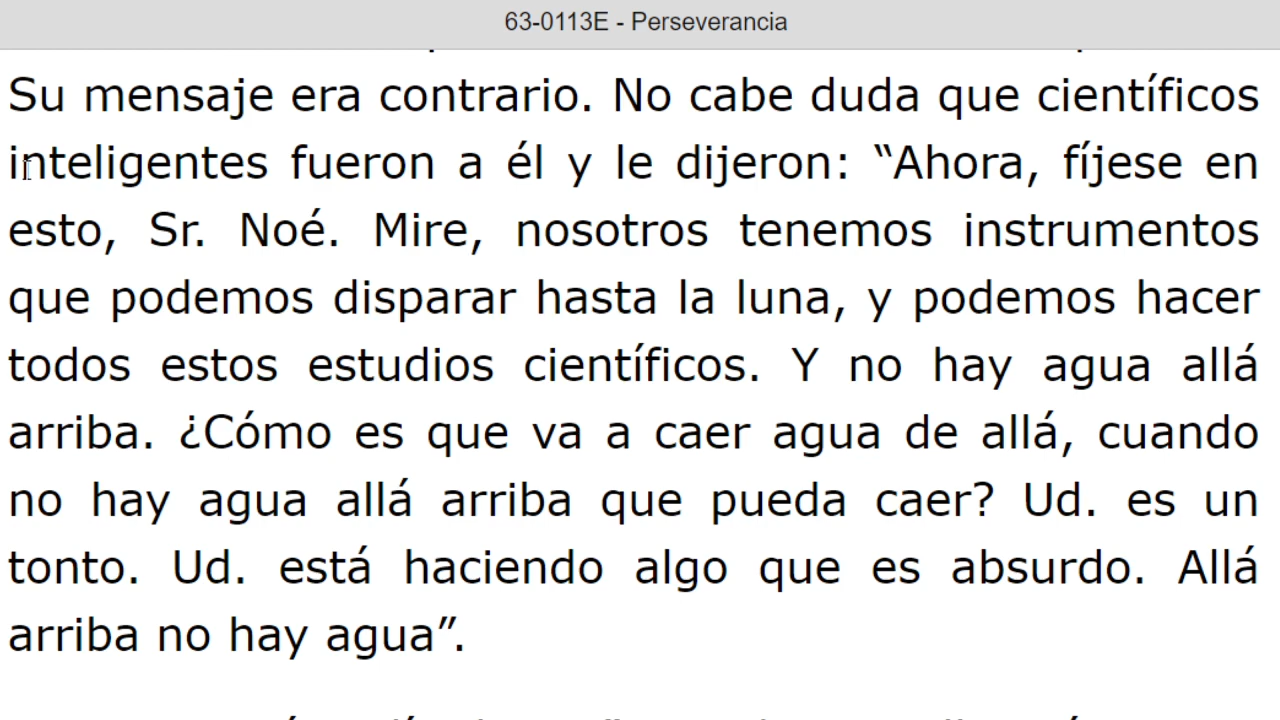 63-0113E - Perseverancia
Su mensaje era contrario. No cabe duda que científicos
inteligentes fueron a él y le dijeron: “Ahora, fíjese en
esto, Sr. Noé. Mire, nosotros tenemos instrumentos
que podemos disparar hasta la luna, y podemos hacer
todos estos estudios científicos. Y no hay agua allá
arriba. ¿Cómo es que va a caer agua de allá, cuando
no hay agua allá arriba que pueda caer? Ud. es un
tonto. Ud. está haciendo algo que es absurdo. Allá
arriba no hay agua”.